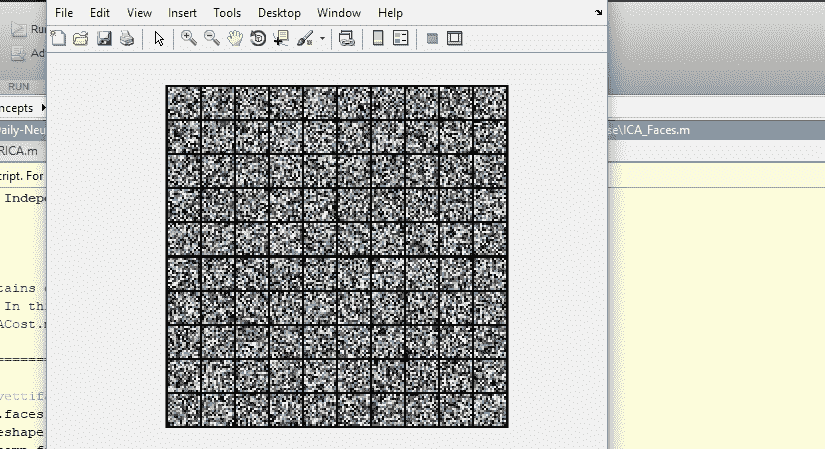 File Edit View Insert Tools Desktop Window Help
Ru
Ad
RUN
ncepts
aily-Neu
se\ICA_Faces.m
RICA.m
cript. For
Indepe
tains
In th
ACost.
=======
vettif
.faces
eshape